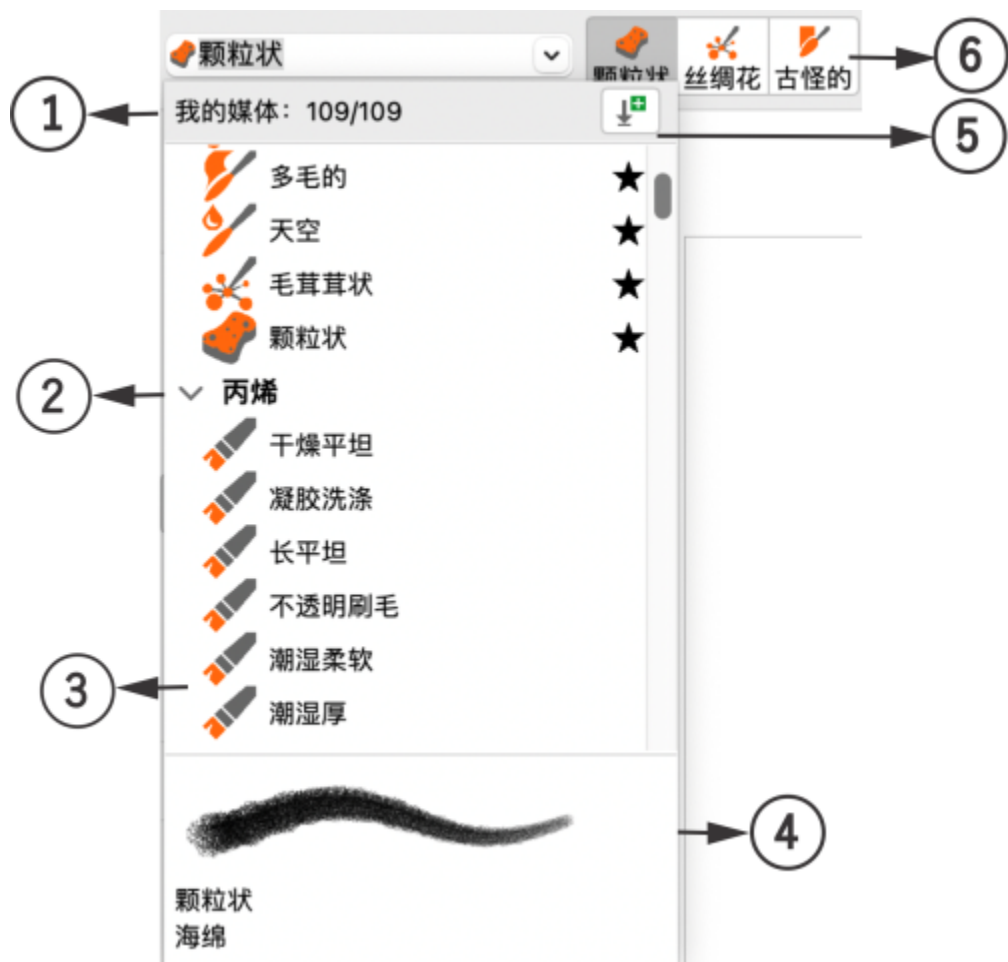 颗粒状
颗粒状 丝绸花 古怪的
⑥
① 我的媒体：109/109
⑤
多毛的
天空
毛茸茸状
颗粒状
② 丙烯
干燥平坦
凝胶洗涤
长平坦
不透明刷毛
潮湿柔软
③
潮湿厚
④
颗粒状
海绵